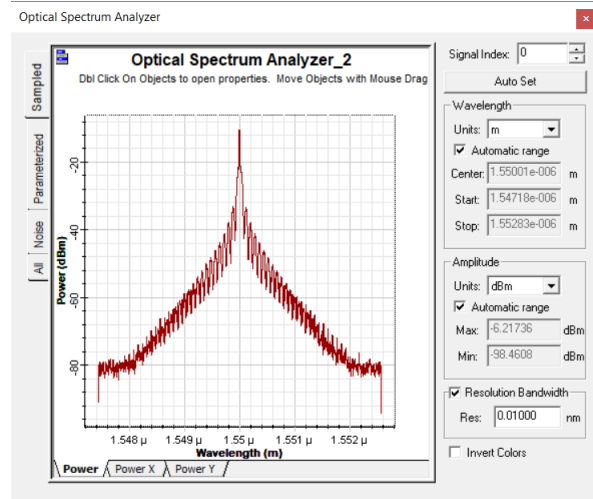 Optical Spectrum Analyzer
×
Optical Spectrum Analyzer_2
Dbl Click On Objects to open properties. Move Objects with Mouse Drag
Sampled
Parameterized
Noise
All
Power (dBm)
-20
-40
-60
-80
1.548 µ
1.549 µ
1.55 µ
1.551 µ
1.552 µ
Wavelength (m)
Power
Power X
Power Y
Signal Index: 0
Auto Set
Wavelength
Units: m
Automatic range
Center: 1.55001e-006 m
Start: 1.54718e-006 m
Stop: 1.55283e-006 m
Amplitude
Units: dBm
Automatic range
Max: -6.21736 dBm
Min: -98.4608 dBm
Resolution Bandwidth
Res: 0.01000 nm
Invert Colors